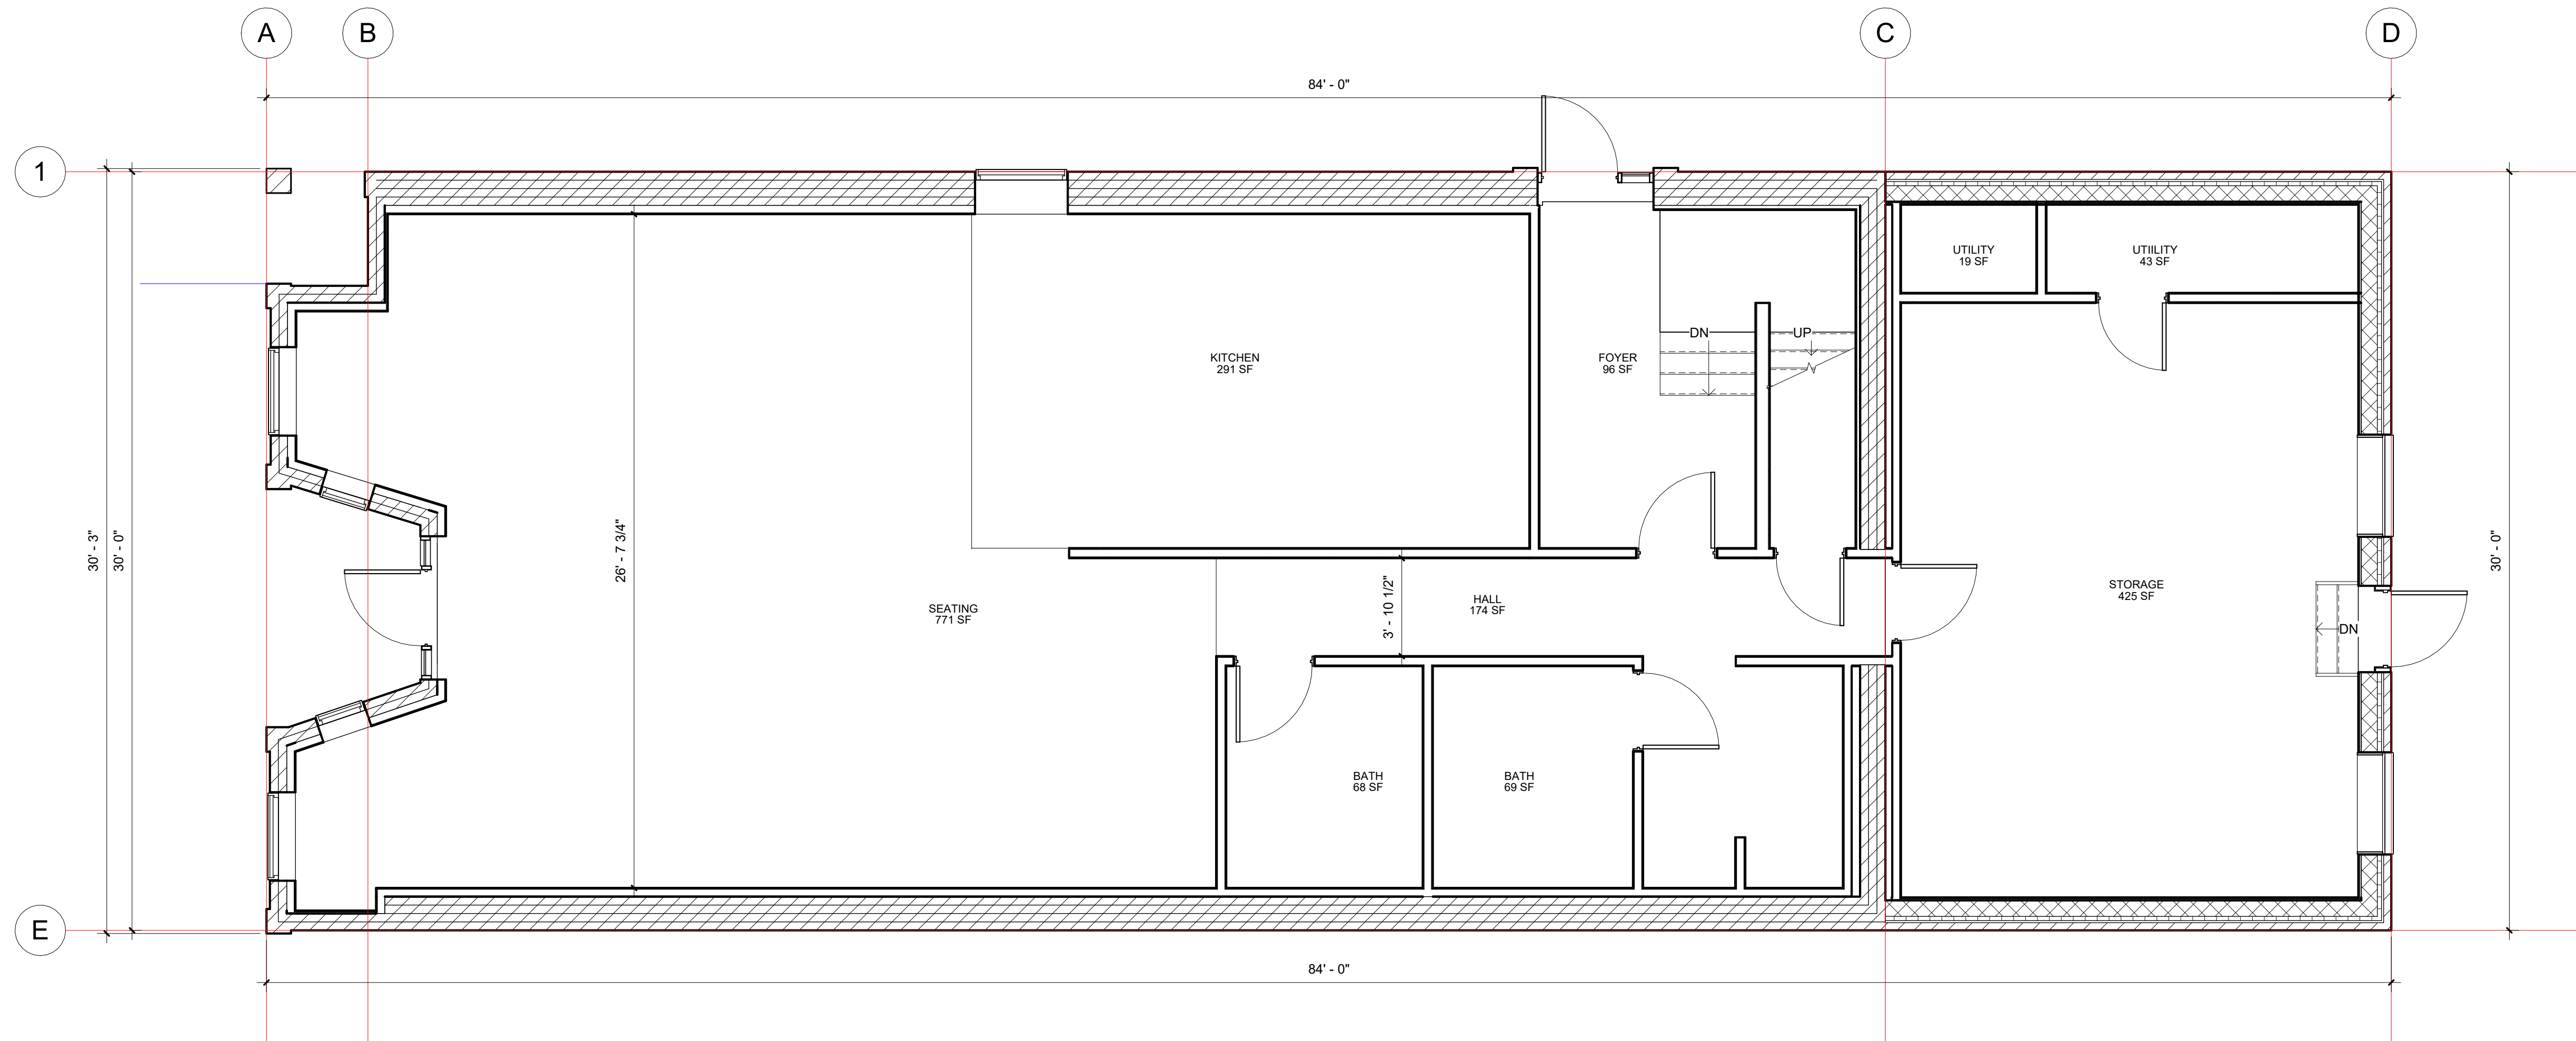 A
B
C
D
84' - 0"
1
UTILITY
19 SF
UTIILITY
43 SF
DN
UP
KITCHEN
291 SF
FOYER
96 SF
30' - 3"
30' - 0"
26' - 7 3/4"
30' - 0"
SEATING
771 SF
3' - 10 1/2"
HALL
174 SF
STORAGE
425 SF
DN
BATH
68 SF
BATH
69 SF
E
84' - 0"